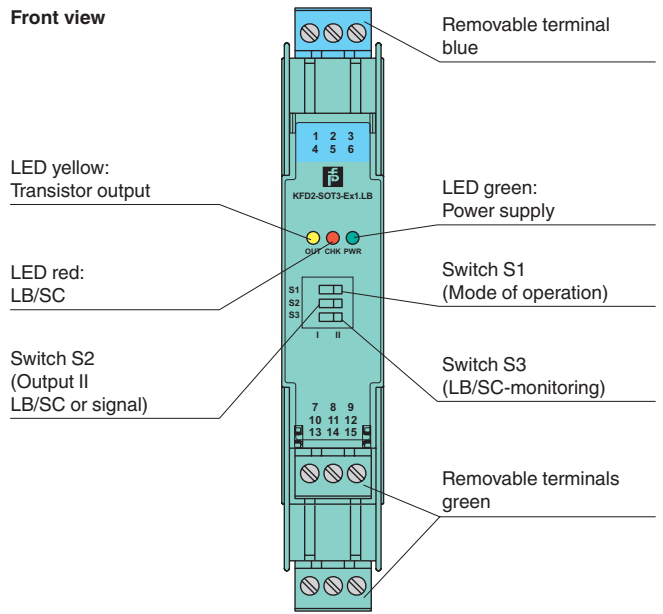 Front view
Removable terminal
blue
1 2 3
4 5 6
KFD2-SOT3-Ex1.LB
LED yellow:
Transistor output
LED green:
Power supply
OUT CHK PWR
LED red:
LB/SC
Switch S1
(Mode of operation)
S1
S2
S3
I II
Switch S2
(Output II
LB/SC or signal)
Switch S3
(LB/SC-monitoring)
7 8 9
10 11 12
13 14 15
Removable terminals
green